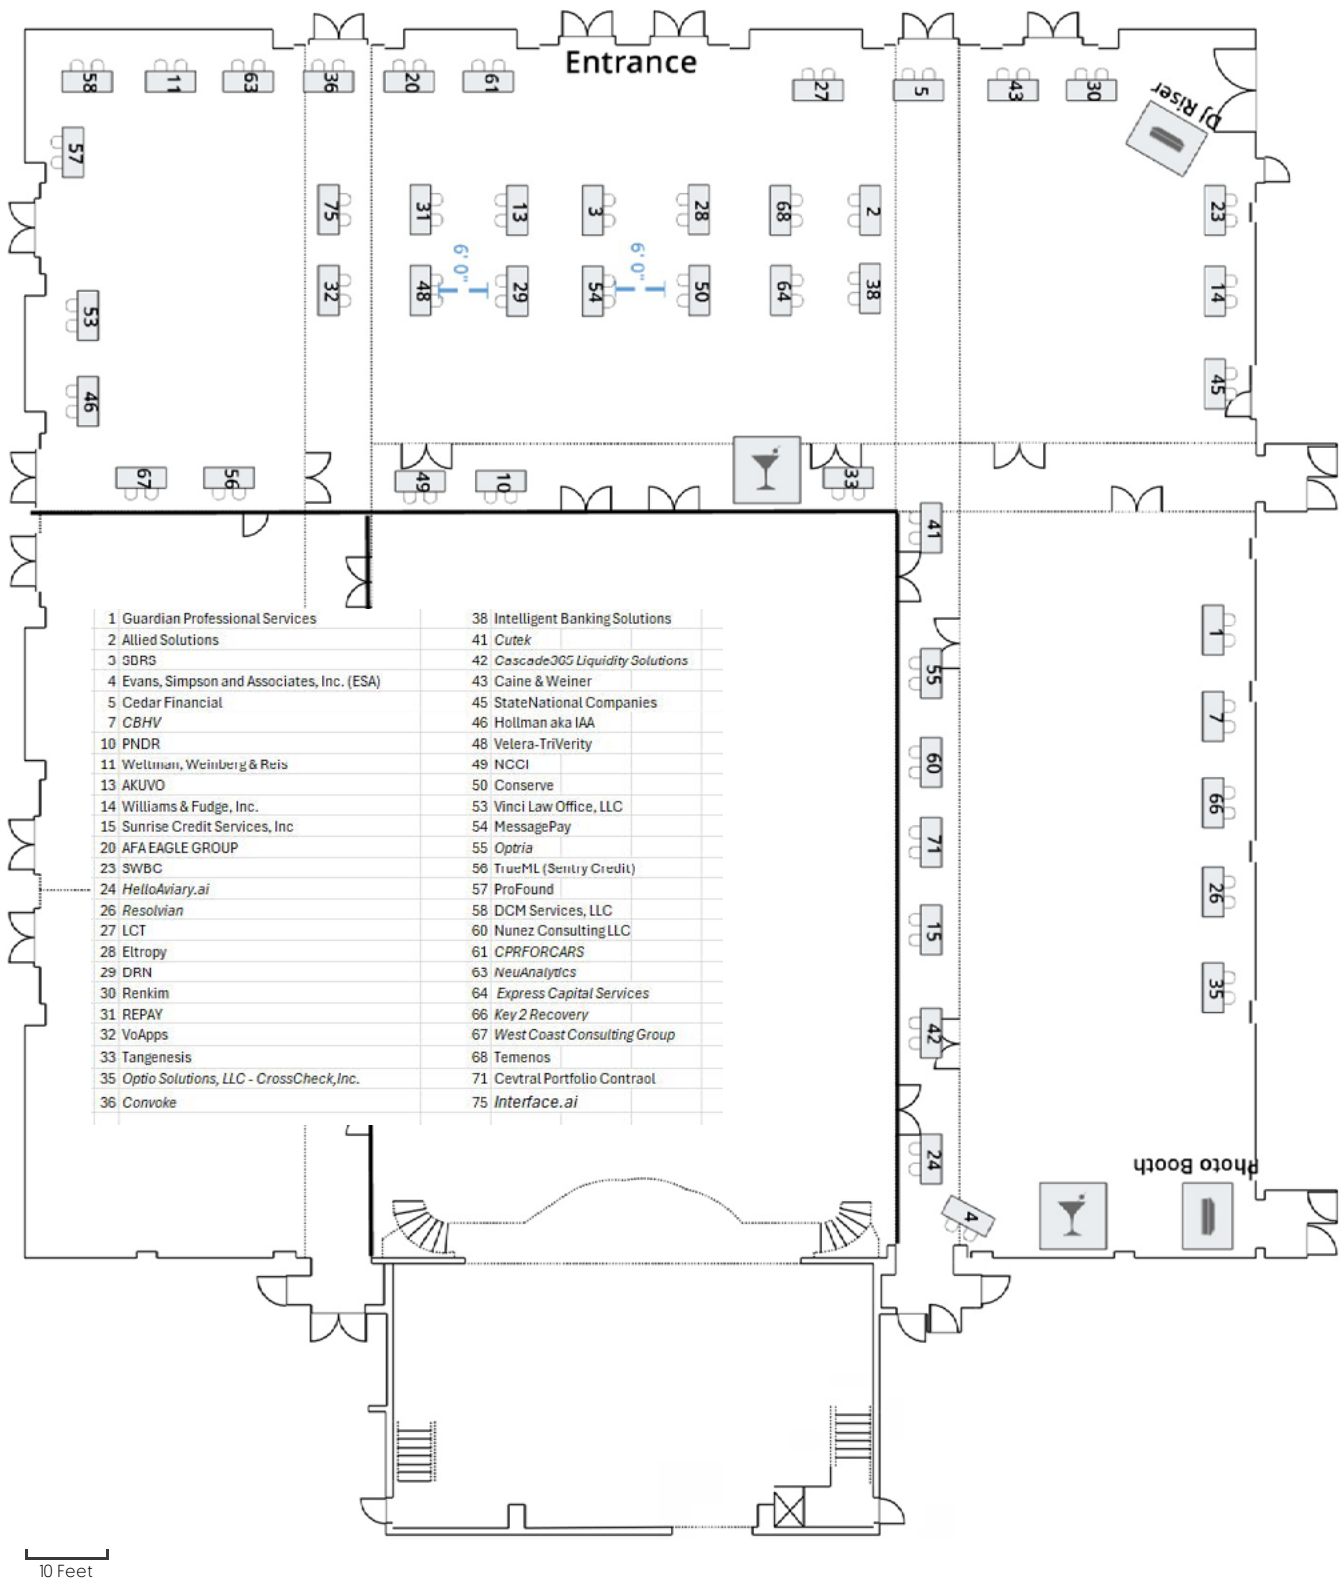 Entrance
58
11
63
36
20
61
27
5
43
30
DJ Riser
57
75
31
13
3
28
68
2
23
6' 0"
6' 0"
53
32
48
29
54
50
64
38
14
46
45
67
56
49
10
33
41
1
55
7
60
66
71
26
15
35
42
24
4
Photo Booth
1 Guardian Professional Services
2 Allied Solutions
3 SBRS
4 Evans, Simpson and Associates, Inc. (ESA)
5 Cedar Financial
7 CBHV
10 PNDR
11 Weltman, Weinberg & Reis
13 AKUVO
14 Williams & Fudge, Inc.
15 Sunrise Credit Services, Inc
20 AFA EAGLE GROUP
23 SWBC
24 HelloAviary.ai
26 Resolvian
27 LCT
28 Eltropy
29 DRN
30 Renkim
31 REPAY
32 VoApps
33 Tangenesis
35 Optio Solutions, LLC - CrossCheck,Inc.
36 Convoke
38 Intelligent Banking Solutions
41 Cutek
42 Cascade365 Liquidity Solutions
43 Caine & Weiner
45 StateNational Companies
46 Hollman aka IAA
48 Velera-TriVerity
49 NCCI
50 Conserve
53 Vinci Law Office, LLC
54 MessagePay
55 Optria
56 TrueML (Sentry Credit)
57 ProFound
58 DCM Services, LLC
60 Nunez Consulting LLC
61 CPRFORCARS
63 NeuAnalytics
64 Express Capital Services
66 Key 2 Recovery
67 West Coast Consulting Group
68 Temenos
71 Cevtral Portfolio Contraol
75 Interface.ai
10 Feet